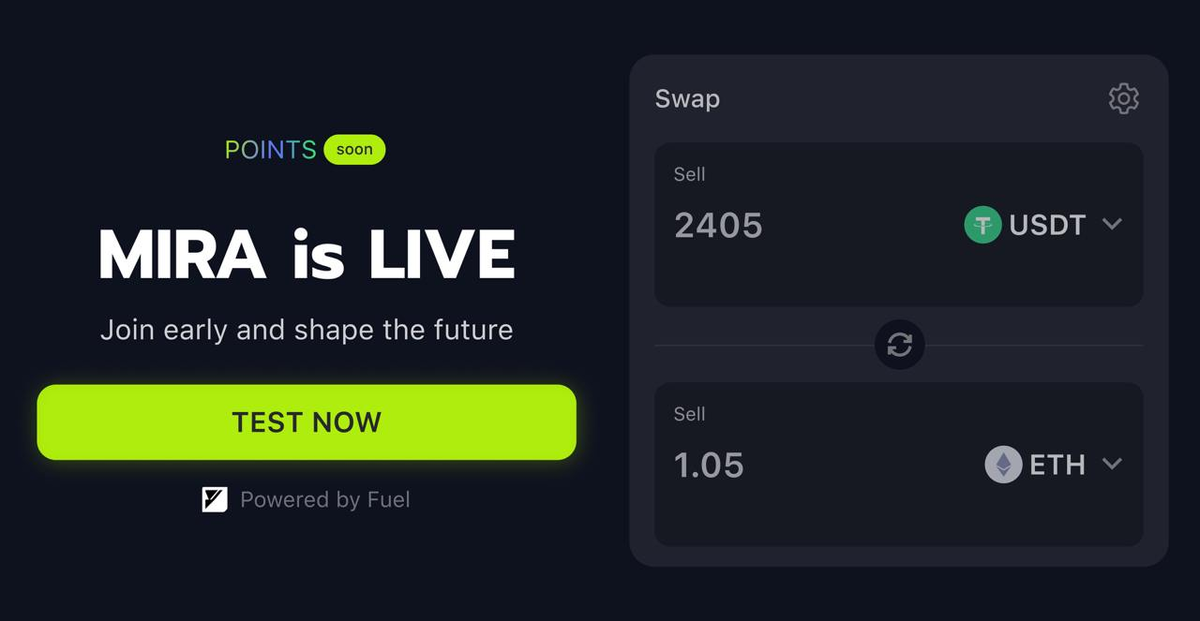 POINTS soon
MIRA is LIVE
Join early and shape the future
TEST NOW
Powered by Fuel
Swap
Sell
2405
USDT
Sell
1.05
ETH